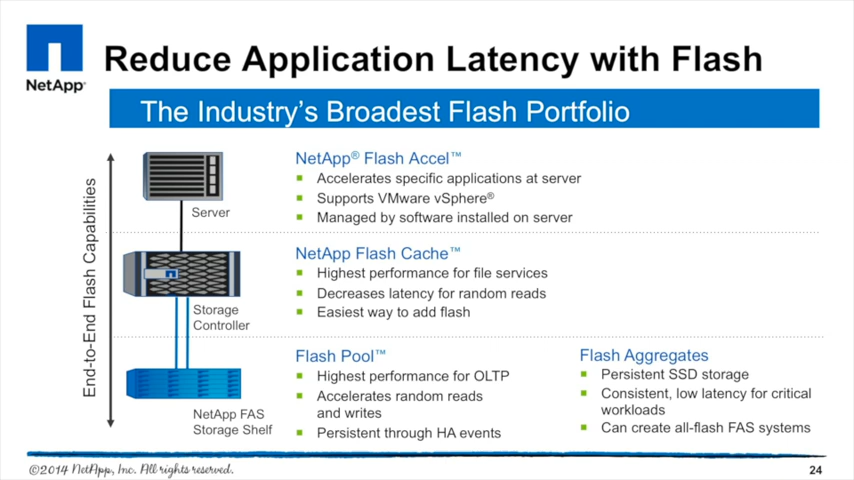 NetApp®
Reduce Application Latency with Flash
The Industry's Broadest Flash Portfolio
End-to-End Flash Capabilities
Server
NetApp® Flash Accel™
Accelerates specific applications at server
Supports VMware vSphere®
Managed by software installed on server
Storage
Controller
NetApp Flash Cache™
Highest performance for file services
Decreases latency for random reads
Easiest way to add flash
NetApp FAS
Storage Shelf
Flash Pool™
Highest performance for OLTP
Accelerates random reads
and writes
Persistent through HA events
Flash Aggregates
Persistent SSD storage
Consistent, low latency for critical
workloads
Can create all-flash FAS systems
©2014 NetApp, Inc. All rights reserved.
24